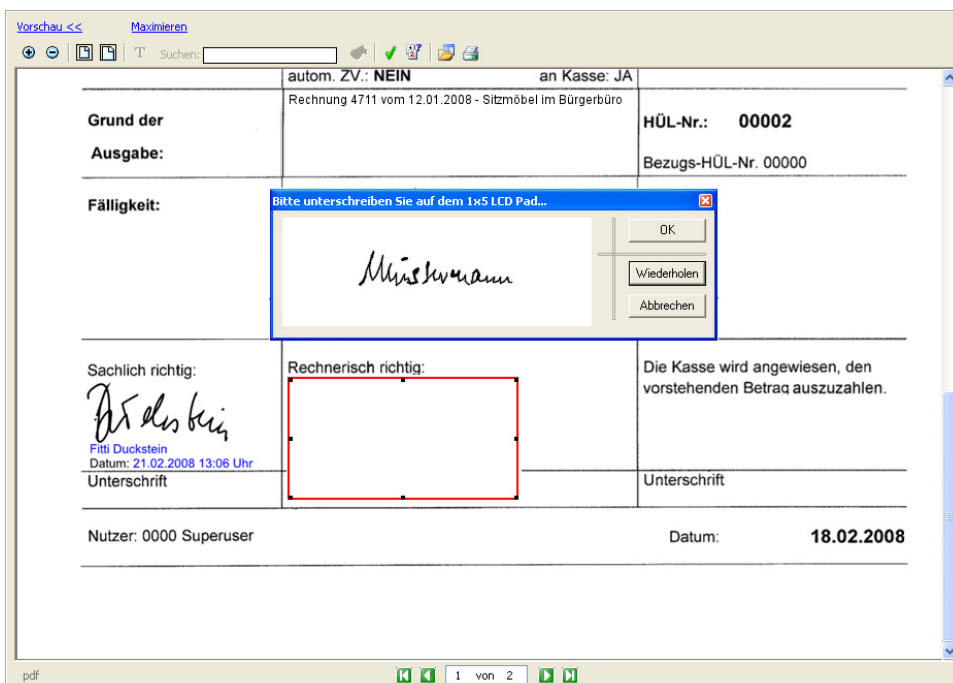 Vorschau << Maximieren
T Suchen:
autom. ZV.: NEIN an Kasse: JA
Rechnung 4711 vom 12.01.2008 - Sitzmöbel im Bürgerbüro
Grund der
Ausgabe:
HÜL-Nr.: 00002
Bezugs-HÜL-Nr. 00000
Fälligkeit:
Bitte unterschreiben Sie auf dem 1x5 LCD Pad...
OK
Mustermann
Wiederholen
Abbrechen
Sachlich richtig:
Duckstein
Fitti Duckstein
Datum: 21.02.2008 13:06 Uhr
Unterschrift
Rechnerisch richtig:
Die Kasse wird angewiesen, den
vorstehenden Betrag auszuzahlen.
Unterschrift
Nutzer: 0000 Superuser
Datum: 18.02.2008
pdf
1 von 2